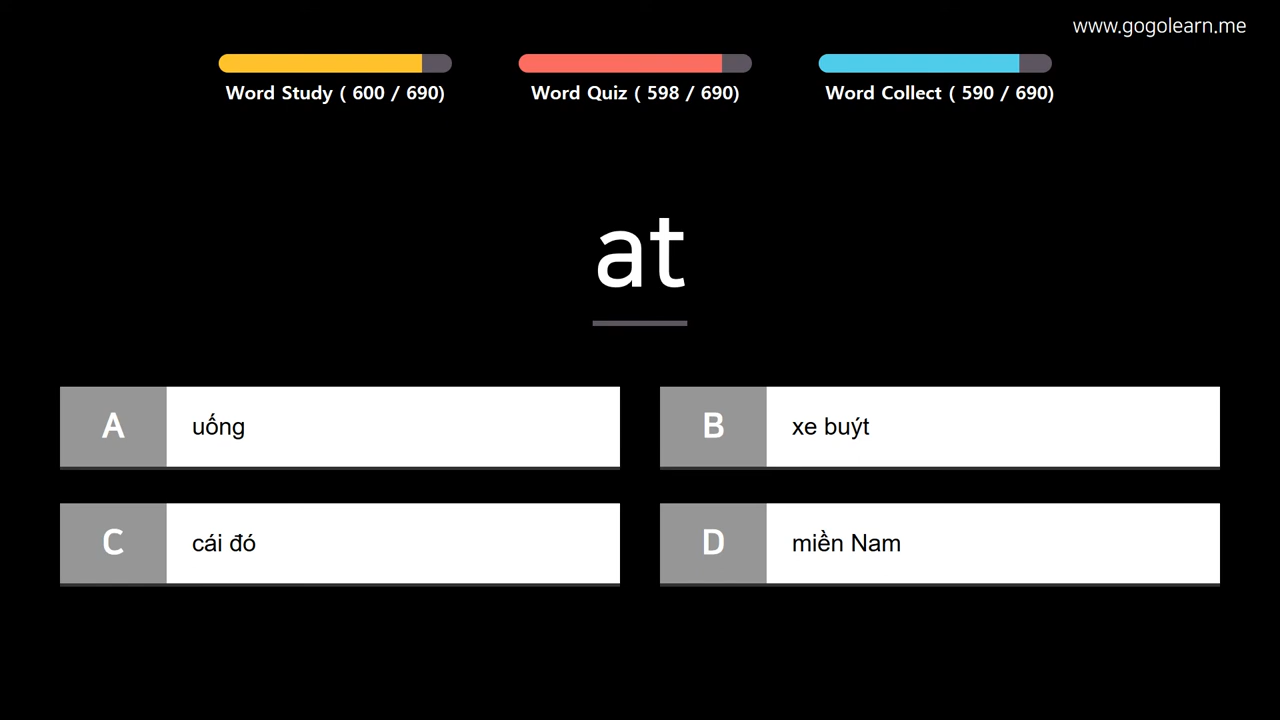 www.gogolearn.me
Word Study ( 600 / 690)
Word Quiz ( 598 / 690)
Word Collect ( 590 / 690)
at
A uống
B xe buýt
C cái đó
D miền Nam